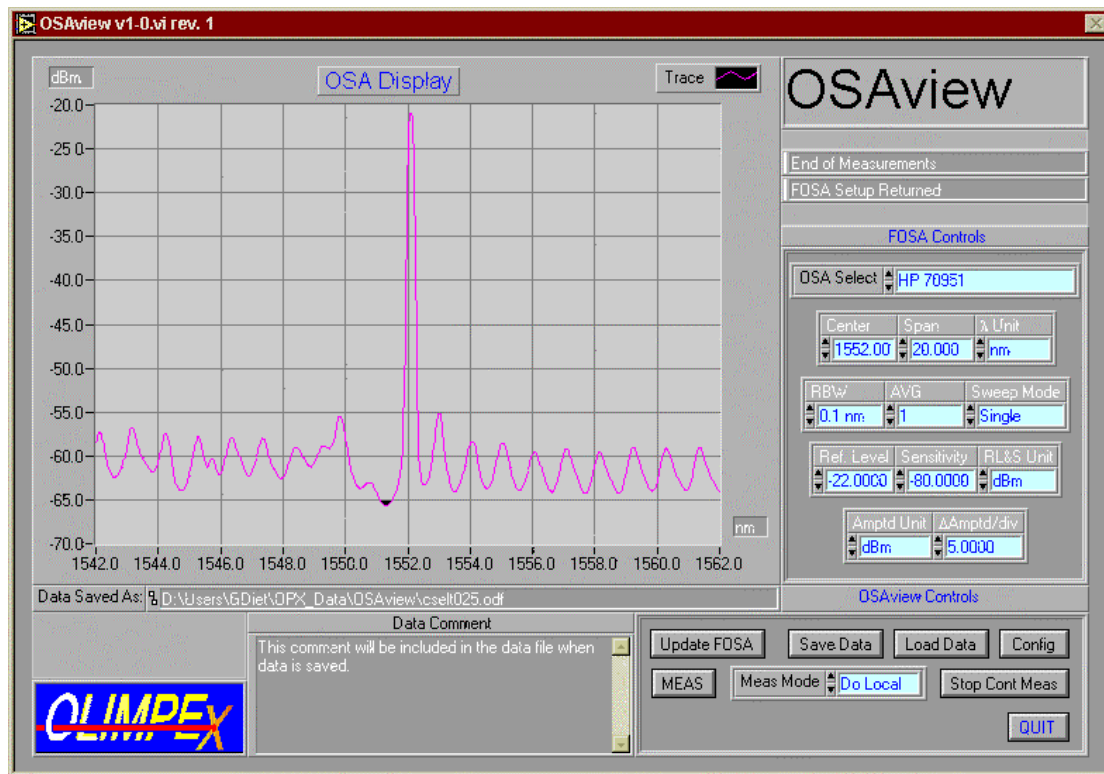 OSAview v1-0.vi rev. 1
dBm
OSA Display
Trace
-20.0
-25.0
-30.0
-35.0
-40.0
-45.0
-50.0
-55.0
-60.0
-65.0
-70.0
nm
1542.0 1544.0 1546.0 1548.0 1550.0 1552.0 1554.0 1556.0 1558.0 1560.0 1562.0
OSAview
End of Measurements
FOSA Setup Returned
FOSA Controls
OSA Select HP 70951
Center Span λ Unit
1552.00 20.000 nm
RBW AVG Sweep Mode
0.1 nm 1 Single
Ref. Level Sensitivity RL&S Unit
-22.0000 -80.0000 dBm
Amptd Unit ΔAmptd/div
dBm 5.0000
Data Saved As: D:\Users\GDiet\OPX_Data\OSAview\cselt025.odf
OSAview Controls
Data Comment
This comment will be included in the data file when
data is saved.
Update FOSA Save Data Load Data Config
MEAS Meas Mode Do Local Stop Cont Meas
QUIT
OLIMPEx